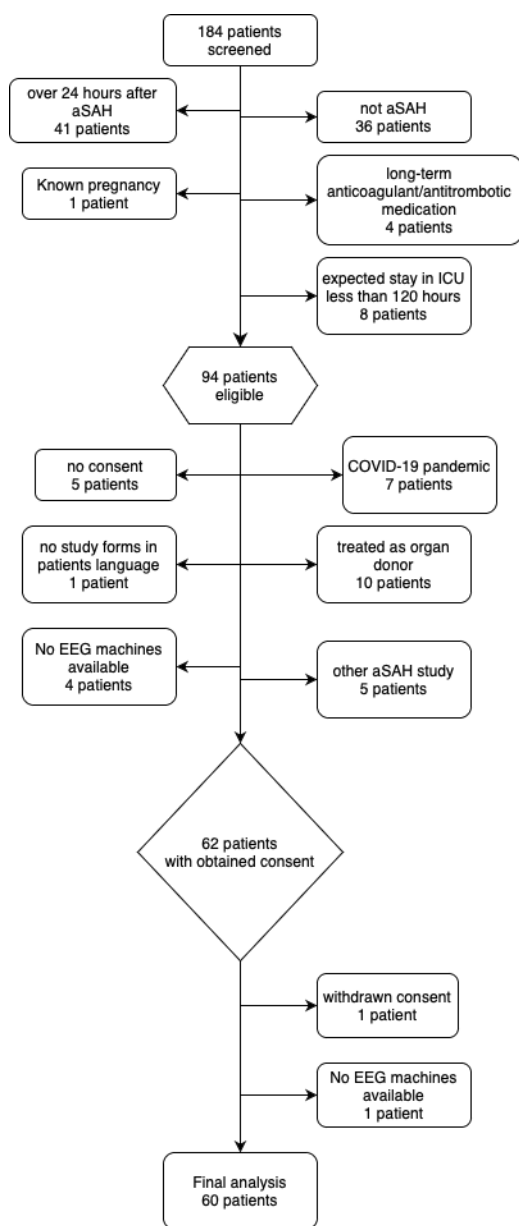 184 patients
screened
over 24 hours after
aSAH
41 patients
not aSAH
36 patients
Known pregnancy
1 patient
long-term
anticoagulant/antitrombotic
medication
4 patients
expected stay in ICU
less than 120 hours
8 patients
94 patients
eligible
no consent
5 patients
COVID-19 pandemic
7 patients
no study forms in
patients language
1 patient
treated as organ
donor
10 patients
No EEG machines
available
4 patients
other aSAH study
5 patients
62 patients
with obtained consent
withdrawn consent
1 patient
No EEG machines
available
1 patient
Final analysis
60 patients